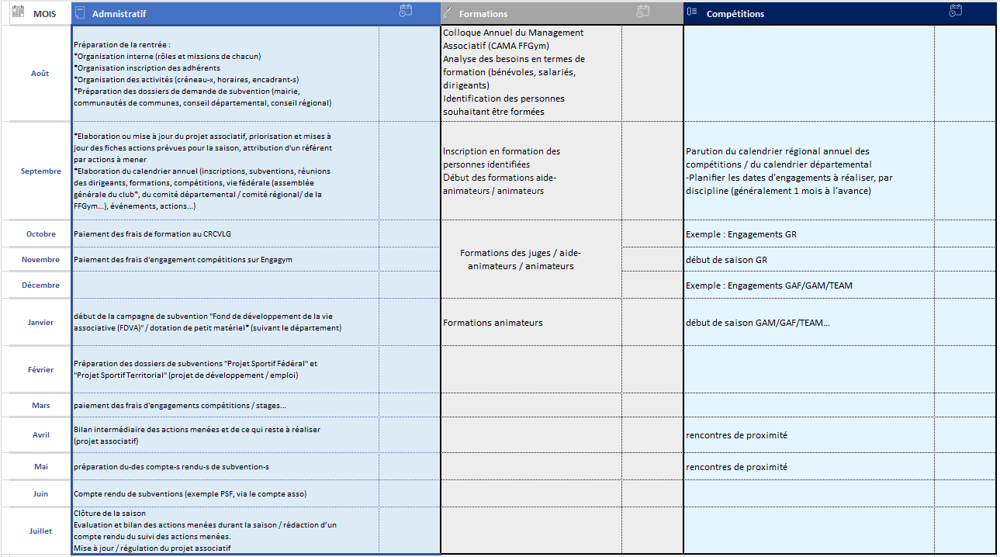 MOIS
Admnistratif
Formations
Compétitions
Août
Préparation de la rentrée :
*Organisation interne (rôles et missions de chacun)
*Organisation inscription des adhérents
*Organisation des activités (créneau-x, horaires, encadrant-s)
*Préparation des dossiers de demande de subvention (mairie,
communautés de communes, conseil départemental, conseil régional)
Colloque Annuel du Management
Associatif (CAMA FFGym)
Analyse des besoins en termes de
formation (bénévoles, salariés,
dirigeants)
Identification des personnes
souhaitant être formées
Septembre
*Elaboration ou mise à jour du projet associatif, priorisation et mises à
jour des fiches actions prévues pour la saison, attribution d'un référent
par actions à mener
*Elaboration du calendrier annuel (inscriptions, subventions, réunions
des dirigeants, formations, compétitions, vie fédérale (assemblée
générale du club*, du comité départemental / comité régional/ de la
FFGym...), événements, actions...)
Inscription en formation des
personnes identifiées
Début des formations aide-
animateurs / animateurs
Parution du calendrier régional annuel des
compétitions / du calendrier départemental
-Planifier les dates d'engagements à réaliser, par
discipline (généralement 1 mois à l'avance)
Octobre
Paiement des frais de formation au CRCVLG
Formations des juges / aide-
animateurs / animateurs
Exemple : Engagements GR
Novembre
Paiement des frais d'engagement compétitions sur Engagym
début de saison GR
Décembre
Exemple : Engagements GAF/GAM/TEAM
Janvier
début de la campagne de subvention "Fond de développement de la vie
associative (FDVA)" / dotation de petit matériel* (suivant le département)
Formations animateurs
début de saison GAM/GAF/TEAM...
Février
Préparation des dossiers de subventions "Projet Sportif Fédéral" et
"Projet Sportif Territorial" (projet de développement / emploi)
Mars
paiement des frais d'engagements compétitions / stages...
Avril
Bilan intermédiaire des actions menées et de ce qui reste à réaliser
(projet associatif)
rencontres de proximité
Mai
préparation du-des compte-s rendu-s de subvention-s
rencontres de proximité
Juin
Compte rendu de subventions (exemple PSF, via le compte asso)
Juillet
Clôture de la saison
Evaluation et bilan des actions menées durant la saison / rédaction d'un
compte rendu du suivi des actions menées.
Mise à jour / régulation du projet associatif